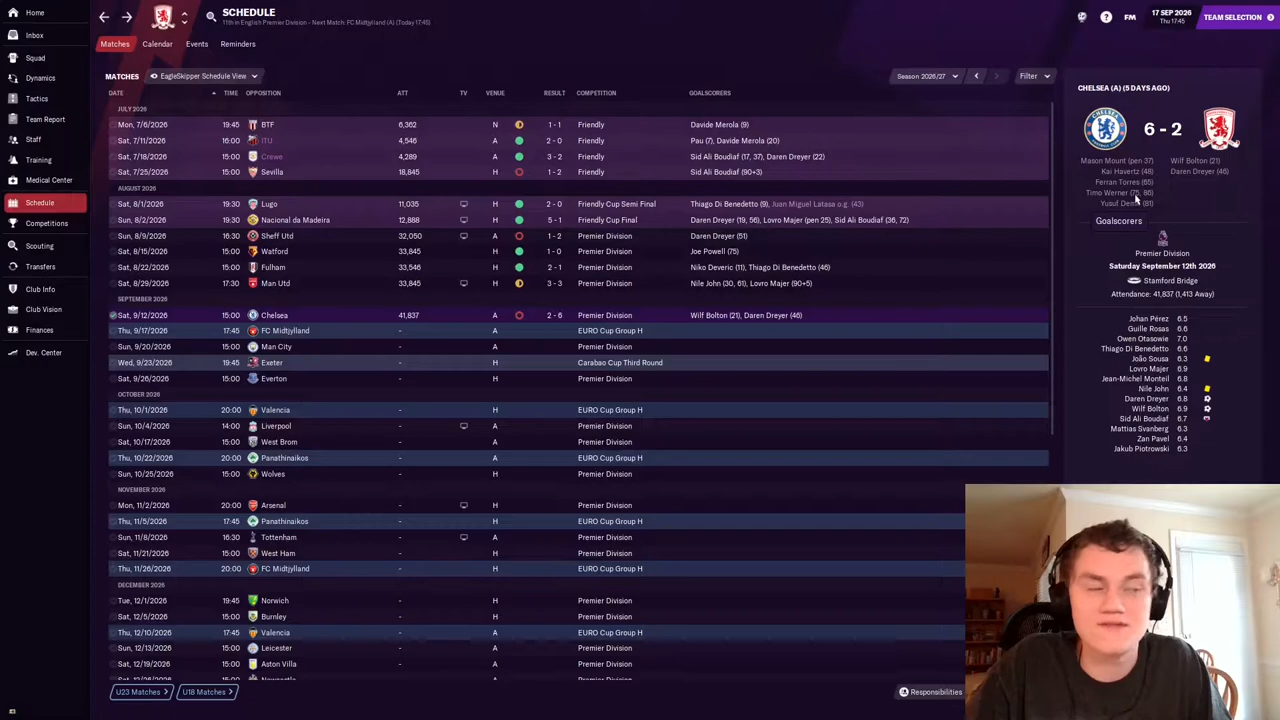 Home
Inbox
Squad
Dynamics
Tactics
Team Report
Staff
Training
Medical Center
Schedule
Competitions
Scouting
Transfers
Club Info
Club Vision
Finances
Dev. Center
SCHEDULE
11th in English Premier Division - Next Match: FC Midtjylland (A) (Today 17:45)
FM
17 SEP 2026
Thu 17:45
TEAM SELECTION
Matches Calendar Events Reminders
MATCHES EagleSkipper Schedule View Season 2026/27 Filter
DATE TIME OPPOSITION ATT TV VENUE RESULT COMPETITION GOALSCORERS
JULY 2026
Mon, 7/6/2026 19:45 BTF 6,362 N 1 - 1 Friendly Davide Merola (9)
Sat, 7/11/2026 16:00 ITU 4,546 A 2 - 0 Friendly Pau (7), Davide Merola (20)
Sat, 7/18/2026 15:00 Crewe 4,289 A 3 - 2 Friendly Sid Ali Boudiaf (17, 37), Daren Dreyer (22)
Sat, 7/25/2026 15:00 Sevilla 18,845 H 1 - 2 Friendly Sid Ali Boudiaf (90+3)
AUGUST 2026
Sat, 8/1/2026 19:30 Lugo 11,035 H 2 - 0 Friendly Cup Semi Final Thiago Di Benedetto (9), Juan Miguel Latasa o.g. (43)
Sun, 8/2/2026 19:30 Nacional da Madeira 12,888 H 5 - 1 Friendly Cup Final Daren Dreyer (19, 56), Lovro Majer (pen 25), Sid Ali Boudiaf (36, 72)
Sun, 8/9/2026 16:30 Sheff Utd 32,050 A 1 - 2 Premier Division Daren Dreyer (51)
Sat, 8/15/2026 15:00 Watford 33,845 H 1 - 0 Premier Division Joe Powell (75)
Sat, 8/22/2026 15:00 Fulham 33,546 H 2 - 1 Premier Division Niko Deveric (11), Thiago Di Benedetto (46)
Sat, 8/29/2026 17:30 Man Utd 33,845 H 3 - 3 Premier Division Nile John (30, 61), Lovro Majer (90+5)
SEPTEMBER 2026
Sat, 9/12/2026 15:00 Chelsea 41,837 A 2 - 6 Premier Division Wilf Bolton (21), Daren Dreyer (46)
Thu, 9/17/2026 17:45 FC Midtjylland - A EURO Cup Group H
Sun, 9/20/2026 15:00 Man City - H Premier Division
Wed, 9/23/2026 19:45 Exeter - H Carabao Cup Third Round
Sat, 9/26/2026 15:00 Everton - H Premier Division
OCTOBER 2026
Thu, 10/1/2026 20:00 Valencia - H EURO Cup Group H
Sun, 10/4/2026 14:00 Liverpool - H Premier Division
Sat, 10/17/2026 15:00 West Brom - A Premier Division
Thu, 10/22/2026 20:00 Panathinaikos - A EURO Cup Group H
Sun, 10/25/2026 15:00 Wolves - H Premier Division
NOVEMBER 2026
Mon, 11/2/2026 20:00 Arsenal - H Premier Division
Thu, 11/5/2026 17:45 Panathinaikos - H EURO Cup Group H
Sun, 11/8/2026 16:30 Tottenham - A Premier Division
Sat, 11/21/2026 15:00 West Ham - H Premier Division
Thu, 11/26/2026 20:00 FC Midtjylland - H EURO Cup Group H
DECEMBER 2026
Tue, 12/1/2026 19:45 Norwich - H Premier Division
Sat, 12/5/2026 15:00 Burnley - H Premier Division
Thu, 12/10/2026 17:45 Valencia - A EURO Cup Group H
Sun, 12/13/2026 15:00 Leicester - A Premier Division
Sat, 12/19/2026 15:00 Aston Villa - A Premier Division
U23 Matches U18 Matches Responsibilities
CHELSEA (A) (5 DAYS AGO)
6 - 2
Mason Mount (pen 37) Wilf Bolton (21)
Kai Havertz (48) Daren Dreyer (46)
Ferran Torres (65)
Timo Werner (75, 86)
Yusuf (81)
Goalscorers
Premier Division
Saturday September 12th 2026
Stamford Bridge
Attendance: 41,837 (1,413 Away)
Johan Pérez 6.5
Guille Rosas 6.6
Owen Otasowie 7.0
Thiago Di Benedetto 6.6
João Sousa 6.3
Lovro Majer 6.9
Jean-Michel Monteil 6.8
Nile John 6.4
Daren Dreyer 6.8
Wilf Bolton 6.9
Sid Ali Boudiaf 6.7
Mattias Svanberg 6.3
Zan Pavel 6.4
Jakub Piotrowski 6.3